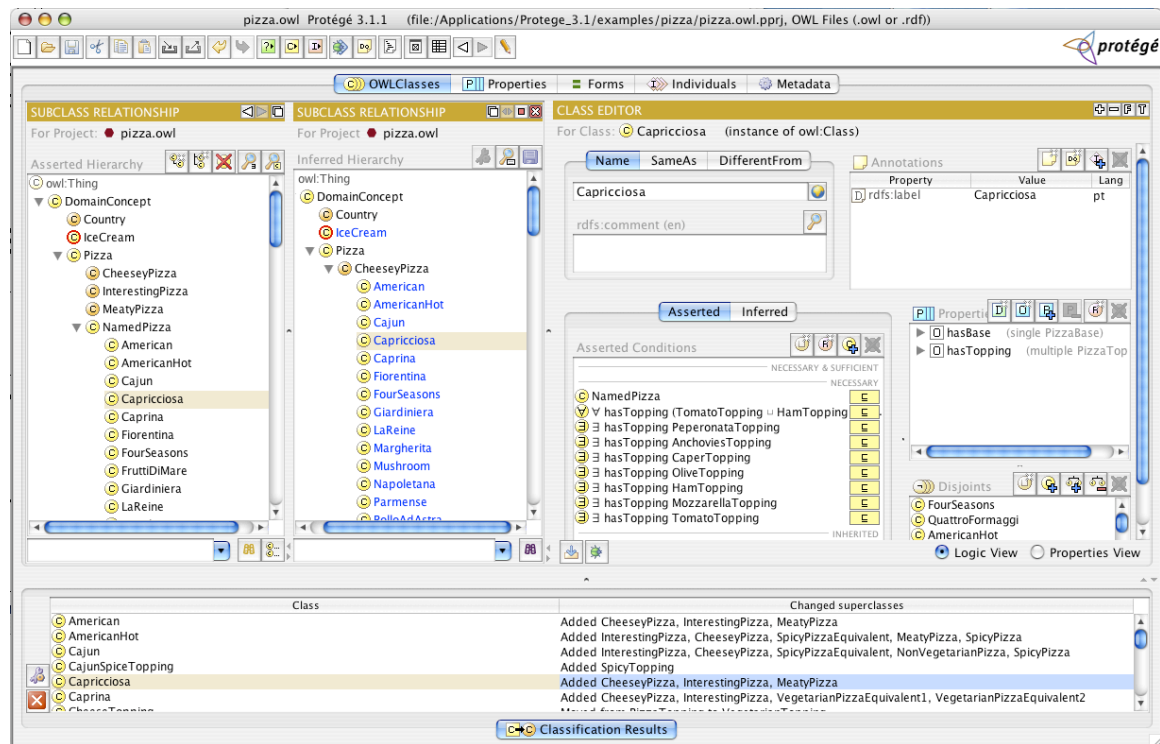 pizza.owl Protégé 3.1.1 (file:/Applications/Protege_3.1/examples/pizza/pizza.owl.pprj, OWL Files (.owl or .rdf))
protégé
OWLClasses
Properties
Forms
Individuals
Metadata
SUBCLASS RELATIONSHIP
For Project: pizza.owl
Asserted Hierarchy
owl:Thing
DomainConcept
Country
IceCream
Pizza
CheeseyPizza
InterestingPizza
MeatyPizza
NamedPizza
American
AmericanHot
Cajun
Capricciosa
Caprina
Fiorentina
FourSeasons
FruttiDiMare
Giardiniera
LaReine
SUBCLASS RELATIONSHIP
For Project pizza.owl
Inferred Hierarchy
owl:Thing
DomainConcept
Country
IceCream
Pizza
CheeseyPizza
American
AmericanHot
Cajun
Capricciosa
Caprina
Fiorentina
FourSeasons
Giardiniera
LaReine
Margherita
Mushroom
Napoletana
Parmense
PolloAdAstra
CLASS EDITOR
For Class: Capricciosa (instance of owl:Class)
Name SameAs DifferentFrom
Capricciosa
rdfs:comment (en)
Annotations
Property Value Lang
rdfs:label Capricciosa pt
Asserted Inferred
Asserted Conditions
NECESSARY & SUFFICIENT
NECESSARY
NamedPizza
∀ hasTopping (TomatoTopping ⊔ HamTopping
∃ hasTopping PeperonataTopping
∃ hasTopping AnchoviesTopping
∃ hasTopping CaperTopping
∃ hasTopping OliveTopping
∃ hasTopping HamTopping
∃ hasTopping MozzarellaTopping
∃ hasTopping TomatoTopping
INHERITED
Properti
hasBase (single PizzaBase)
hasTopping (multiple PizzaTop
Disjoints
FourSeasons
QuattroFormaggi
AmericanHot
Logic View Properties View
Class Changed superclasses
American Added CheeseyPizza, InterestingPizza, MeatyPizza
AmericanHot Added InterestingPizza, CheeseyPizza, SpicyPizzaEquivalent, MeatyPizza, SpicyPizza
Cajun Added InterestingPizza, CheeseyPizza, SpicyPizzaEquivalent, NonVegetarianPizza, SpicyPizza
CajunSpiceTopping Added SpicyTopping
Capricciosa Added CheeseyPizza, InterestingPizza, MeatyPizza
Caprina Added CheeseyPizza, InterestingPizza, VegetarianPizzaEquivalent1, VegetarianPizzaEquivalent2
CheeseTopping Moved from PizzaTopping to VegetarianTopping
Classification Results